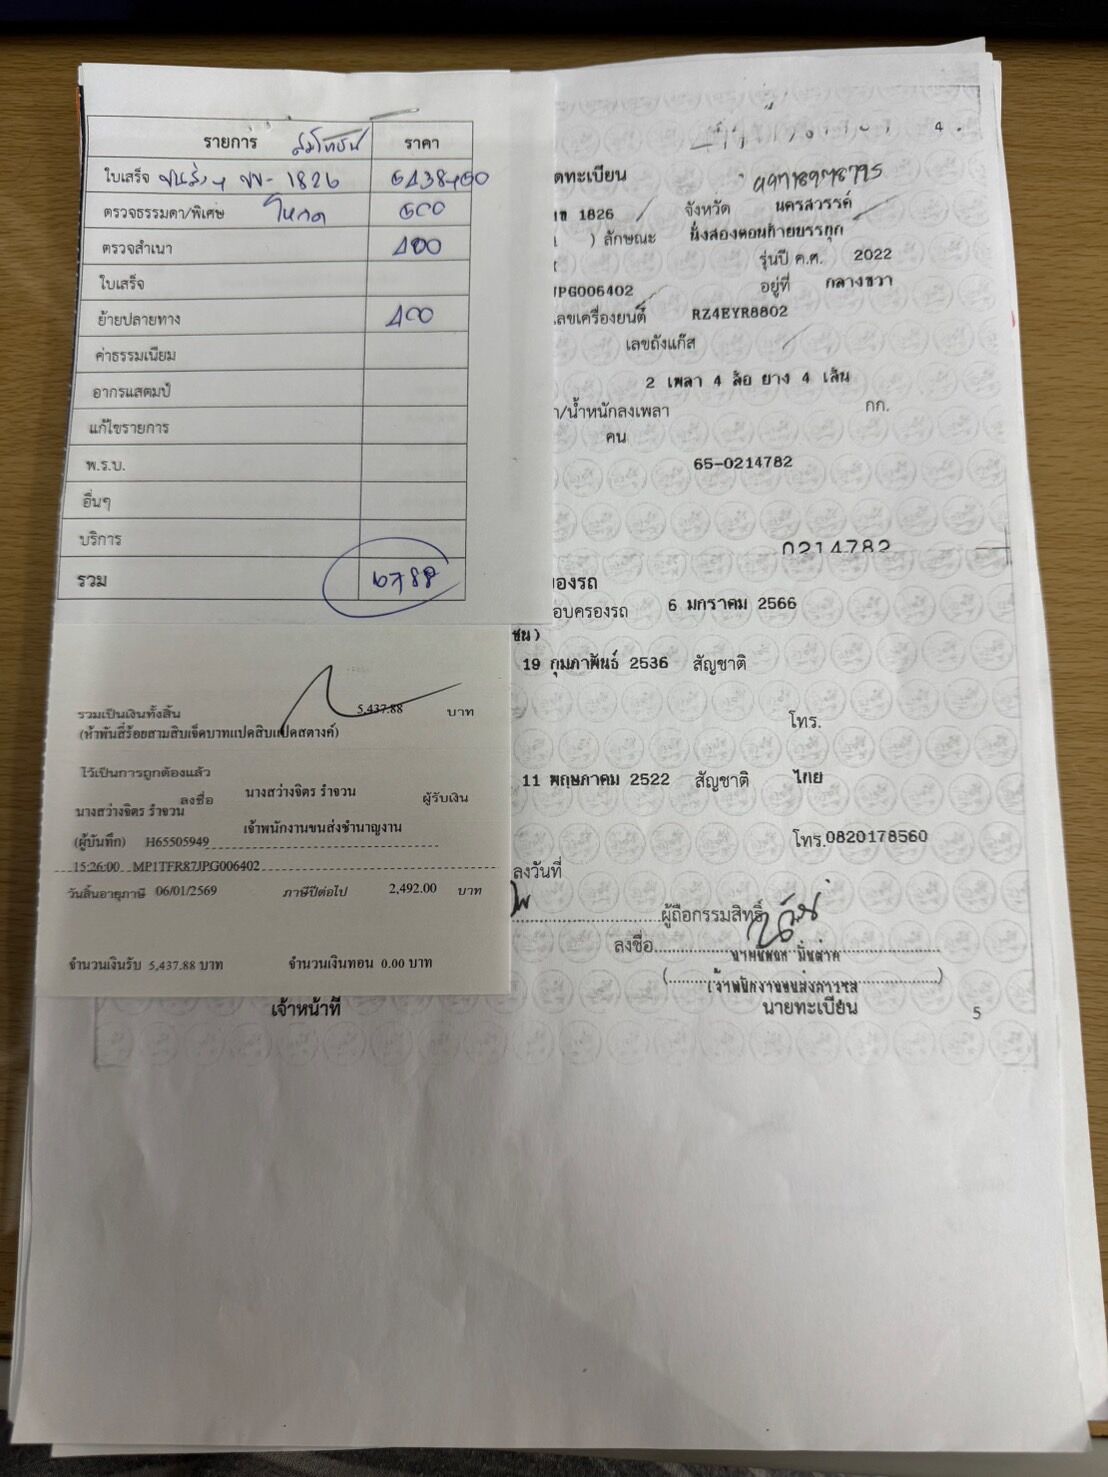 รายการ
ราคา
ใบเสร็จ ขนส่งฯ ขข- 1826
ตรวจธรรมดา/พิเศษ
ตรวจสำเนา
ใบเสร็จ
ย้ายปลายทาง
ค่าธรรมเนียม
อากรแสตมป์
แก้ไขรายการ
พ.ร.บ.
อื่นๆ
บริการ
รวม
4
ดทะเบียน
1826 จังหวัด นครสวรรค์
) ลักษณะ นั่งสองตอนท้ายบรรทุก
รุ่นปี ค.ศ. 2022
JPG006402 อยู่ที่ กลางขวา
เลขเครื่องยนต์ RZ4EYR8802
เลขถังแก๊ส
2 เพลา 4 ล้อ ยาง 4 เส้น
า/น้ำหนักลงเพลา กก.
คน
65-0214782
0214782
องรถ
อบครองรถ 6 มกราคม 2566
ชน)
19 กุมภาพันธ์ 2536 สัญชาติ
โทร.
11 พฤษภาคม 2522 สัญชาติ ไทย
โทร.0820178560
ลงวันที่
ผู้ถือกรรมสิทธิ์
ลงชื่อ
เจ้าพนักงานขนส่ง
นายทะเบียน
5
รวมเป็นเงินทั้งสิ้น 5,437.88 บาท
(ห้าพันสี่ร้อยสามสิบเจ็ดบาทแปดสิบแปดสตางค์)
ไว้เป็นการถูกต้องแล้ว
ลงชื่อ นางสว่างจิตร รำจวน ผู้รับเงิน
นางสว่างจิตร รำจวน
เจ้าพนักงานขนส่งชำนาญงาน
(ผู้บันทึก) H65505949
15:26:00 MP1TFR87JPG006402
วันสิ้นอายุภาษี 06/01/2569 ภาษีปีต่อไป 2,492.00 บาท
จำนวนเงินรับ 5,437.88 บาท จำนวนเงินทอน 0.00 บาท
เจ้าหน้าที่